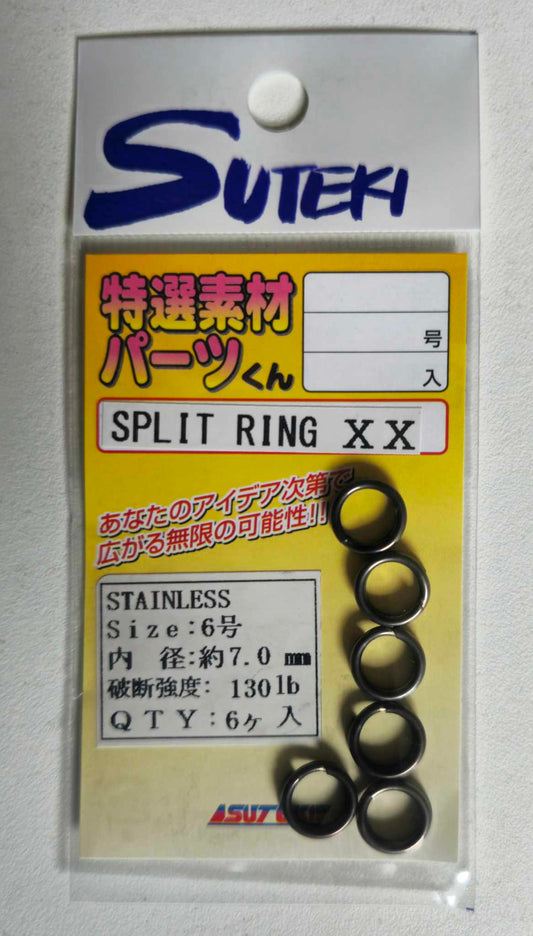 SUTEKI
特選素材
パーツくん
号
入
SPLIT RING XX
あなたのアイデア次第で
広がる無限の可能性!!
STAINLESS
Size:6号
内 径:約7.0 mm
破断強度: 130lb
QTY:6ヶ入